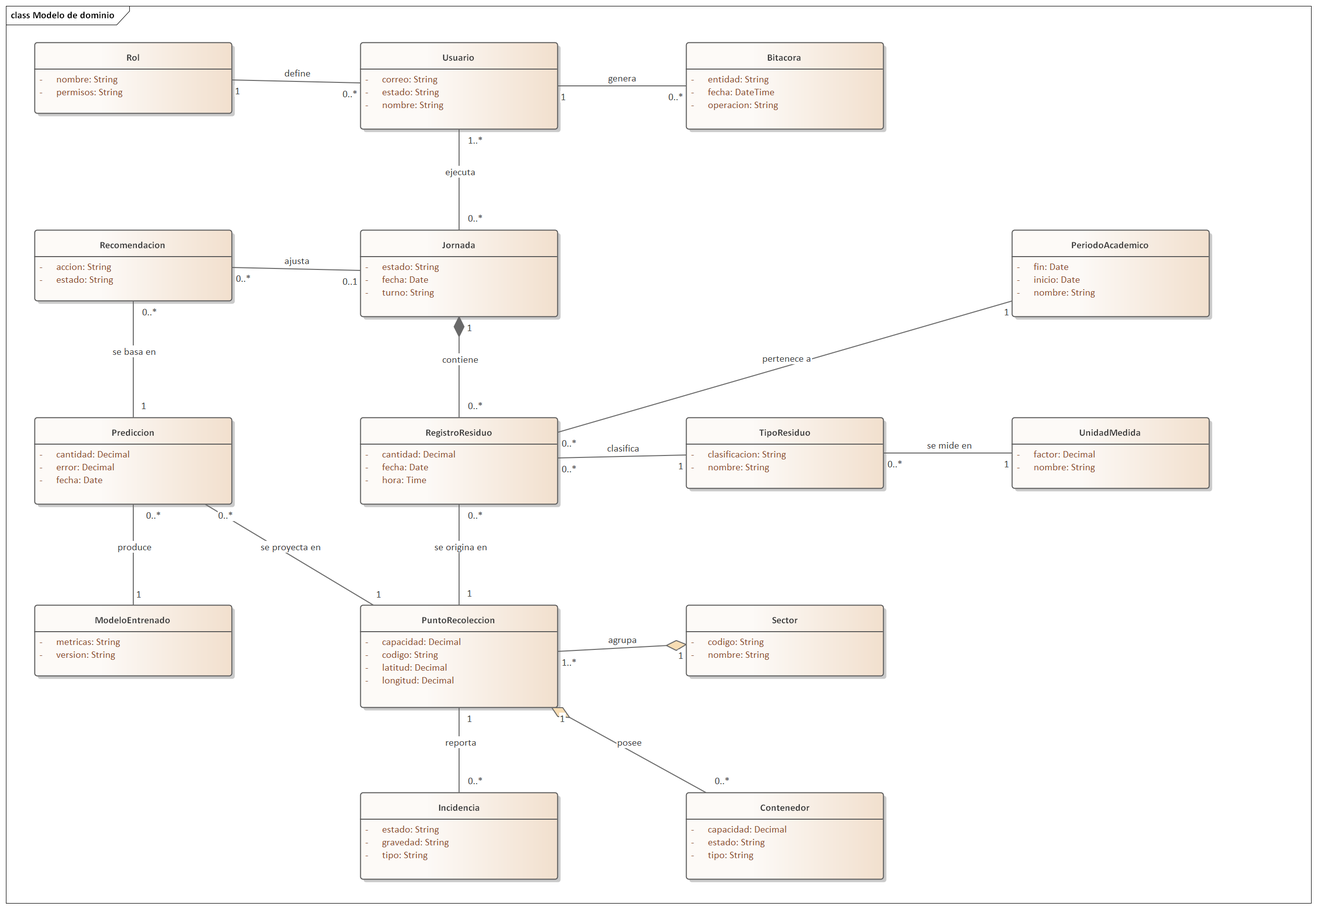 class Modelo de dominio
Rol
- nombre: String
- permisos: String
define
1
0..*
Usuario
- correo: String
- estado: String
- nombre: String
genera
1
0..*
Bitacora
- entidad: String
- fecha: DateTime
- operacion: String
1..*
ejecuta
0..*
Recomendacion
- accion: String
- estado: String
ajusta
0..*
0..1
Jornada
- estado: String
- fecha: Date
- turno: String
PeriodoAcademico
- fin: Date
- inicio: Date
- nombre: String
0..*
se basa en
1
1
contiene
0..*
1
pertenece a
0..*
Prediccion
- cantidad: Decimal
- error: Decimal
- fecha: Date
RegistroResiduo
- cantidad: Decimal
- fecha: Date
- hora: Time
clasifica
0..*
1
TipoResiduo
- clasificacion: String
- nombre: String
se mide en
0..*
1
UnidadMedida
- factor: Decimal
- nombre: String
0..*
produce
1
0..*
se proyecta en
1
0..*
se origina en
1
ModeloEntrenado
- metricas: String
- version: String
PuntoRecoleccion
- capacidad: Decimal
- codigo: String
- latitud: Decimal
- longitud: Decimal
agrupa
1..*
1
Sector
- codigo: String
- nombre: String
1
reporta
0..*
1
posee
0..*
Incidencia
- estado: String
- gravedad: String
- tipo: String
Contenedor
- capacidad: Decimal
- estado: String
- tipo: String